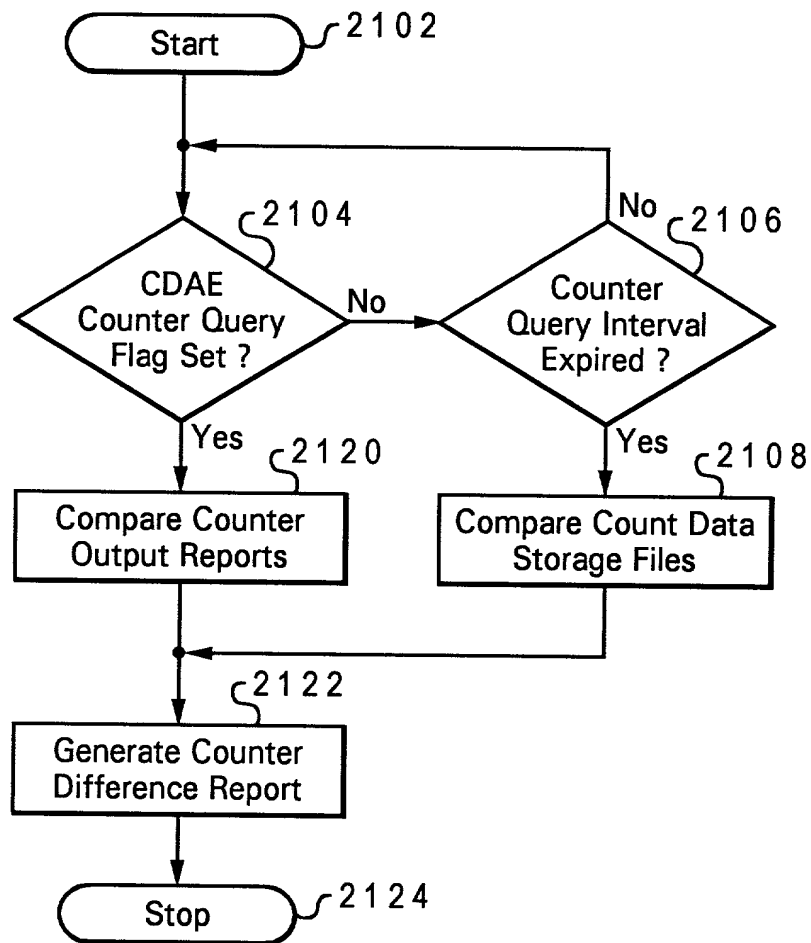 Start
2102
2104
CDAE
Counter Query
Flag Set ?
No
No
2106
Counter
Query Interval
Expired ?
Yes
2120
Compare Counter
Output Reports
Yes
2108
Compare Count Data
Storage Files
2122
Generate Counter
Difference Report
Stop
2124